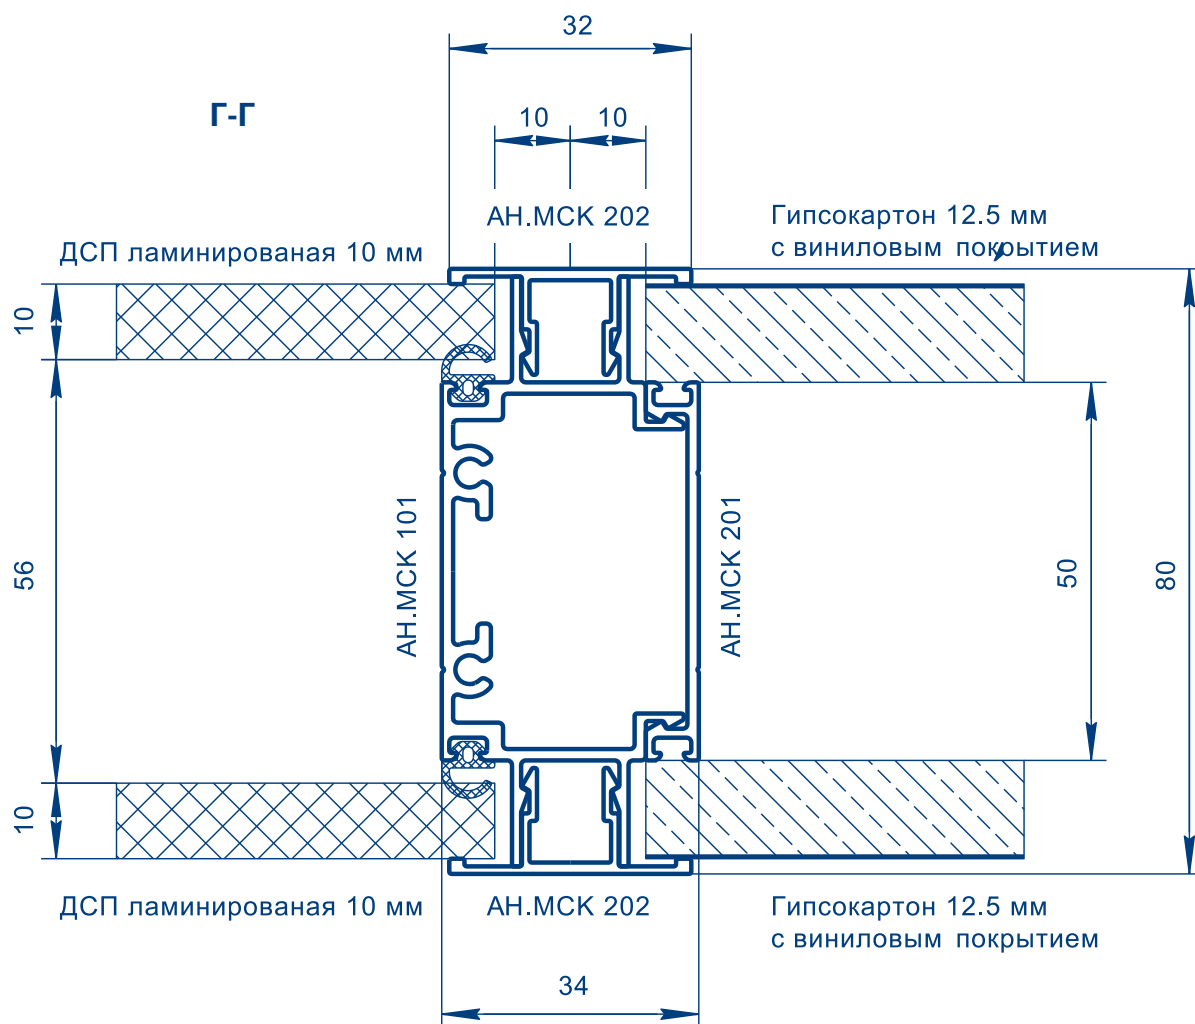 32
Г-Г
10 10
АН.МСК 202
Гипсокартон 12.5 мм
с виниловым покрытием
ДСП ламинированая 10 мм
10
56
10
АН.МСК 101
АН.МСК 201
50
80
ДСП ламинированая 10 мм
АН.МСК 202
Гипсокартон 12.5 мм
с виниловым покрытием
34